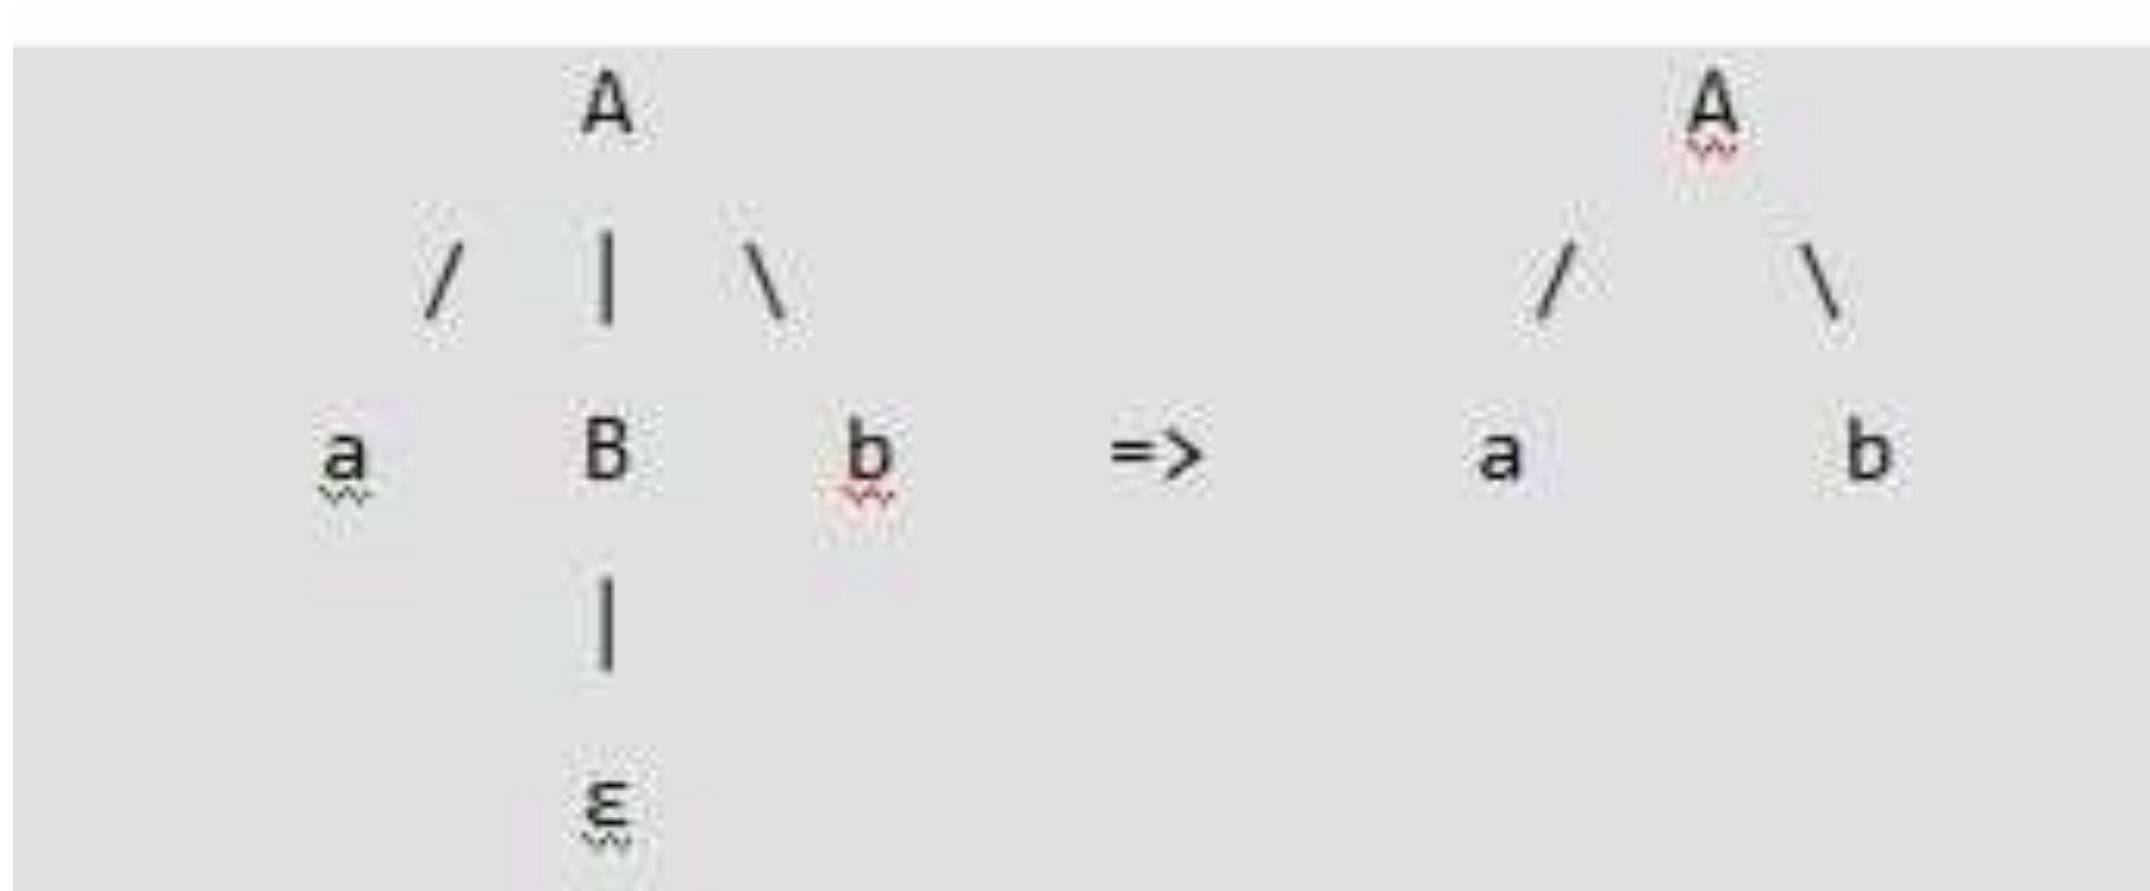 A A
/ | \ / \
a B b => a b
|
ε